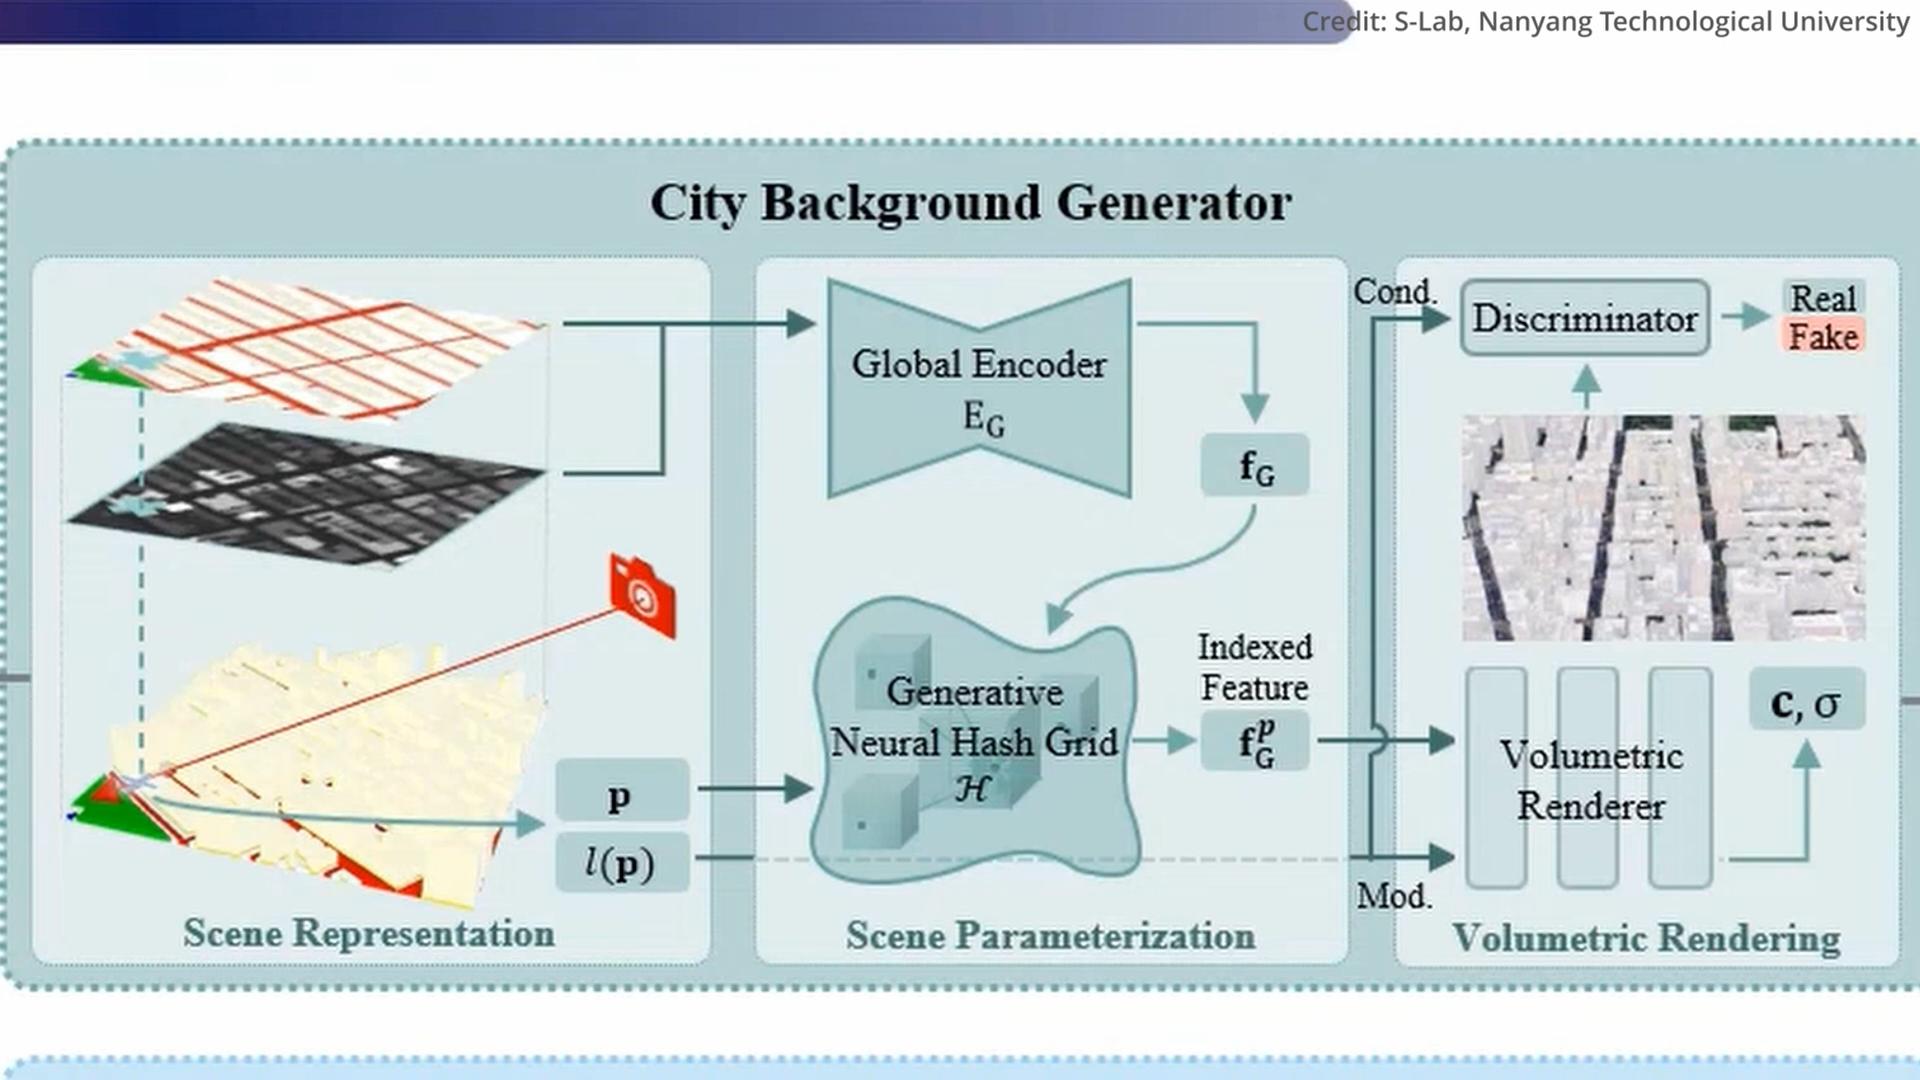 Credit: S-Lab, Nanyang Technological University
City Background Generator
p
l(p)
Scene Representation
Global Encoder
E_G
f_G
Generative
Neural Hash Grid
ℋ
Indexed
Feature
f_G^p
Scene Parameterization
Cond.
Discriminator
Real
Fake
Volumetric
Renderer
c, σ
Mod.
Volumetric Rendering